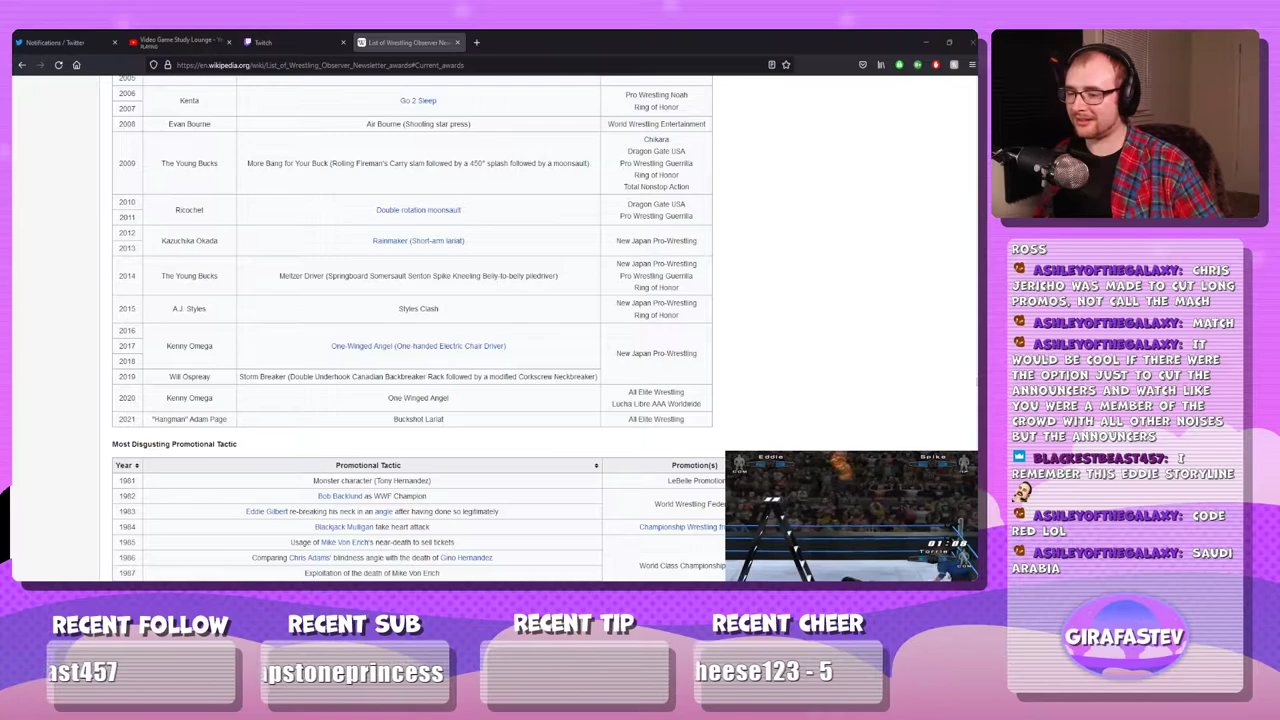 Notifications / Twitter
Video Game Study Lounge
PLAYING
Twitch
List of Wrestling Observer New
https://en.wikipedia.org/wiki/List_of_Wrestling_Observer_Newsletter_awards#Current_awards
2005
2006 Kenta Go 2 Sleep Pro Wrestling Noah
2007 Ring of Honor
2008 Evan Bourne Air Bourne (Shooting star press) World Wrestling Entertainment
2009 The Young Bucks More Bang for Your Buck (Rolling Fireman's Carry slam followed by a 450° splash followed by a moonsault) Chikara
Dragon Gate USA
Pro Wrestling Guerrilla
Ring of Honor
Total Nonstop Action
2010 Ricochet Double rotation moonsault Dragon Gate USA
2011 Pro Wrestling Guerrilla
2012 Kazuchika Okada Rainmaker (Short-arm lariat) New Japan Pro-Wrestling
2013
2014 The Young Bucks Meltzer Driver (Springboard Somersault Senton Spike Kneeling Belly-to-belly piledriver) New Japan Pro-Wrestling
Pro Wrestling Guerrilla
Ring of Honor
2015 A.J. Styles Styles Clash New Japan Pro-Wrestling
Ring of Honor
2016
2017 Kenny Omega One-Winged Angel (One-handed Electric Chair Driver) New Japan Pro-Wrestling
2018
2019 Will Ospreay Storm Breaker (Double Underhook Canadian Backbreaker Rack followed by a modified Corkscrew Neckbreaker)
2020 Kenny Omega One Winged Angel All Elite Wrestling
Lucha Libre AAA Worldwide
2021 "Hangman" Adam Page Buckshot Lariat All Elite Wrestling
Most Disgusting Promotional Tactic
Year Promotional Tactic Promotion(s)
1981 Monster character (Tony Hernandez) LeBelle Promotion
1982 Bob Backlund as WWF Champion World Wrestling Fede
1983 Eddie Gilbert re-breaking his neck in an angle after having done so legitimately
1984 Blackjack Mulligan fake heart attack Championship Wrestling fr
1985 Usage of Mike Von Erich's near-death to sell tickets
1986 Comparing Chris Adams' blindness angle with the death of Gino Hernandez World Class Championship
1987 Exploitation of the death of Mike Von Erich
Eddie
COM
Spike
01:08
Torrie
COM
ROSS
ASHLEYOFTHEGALAXY: CHRIS
JERICHO WAS MADE TO CUT LONG
PROMOS, NOT CALL THE MACH
ASHLEYOFTHEGALAXY: MATCH
ASHLEYOFTHEGALAXY: IT
WOULD BE COOL IF THERE WERE
THE OPTION JUST TO CUT THE
ANNOUNCERS AND WATCH LIKE
YOU WERE A MEMBER OF THE
CROWD WITH ALL OTHER NOISES
BUT THE ANNOUNCERS
BLACKESTBEAST457: I
REMEMBER THIS EDDIE STORYLINE
ASHLEYOFTHEGALAXY: CODE
RED LOL
ASHLEYOFTHEGALAXY: SAUDI
ARABIA
GIRAFASTEV
RECENT FOLLOW
RECENT SUB
RECENT TIP
RECENT CHEER
ast457
pstoneprincess
heese123 - 5